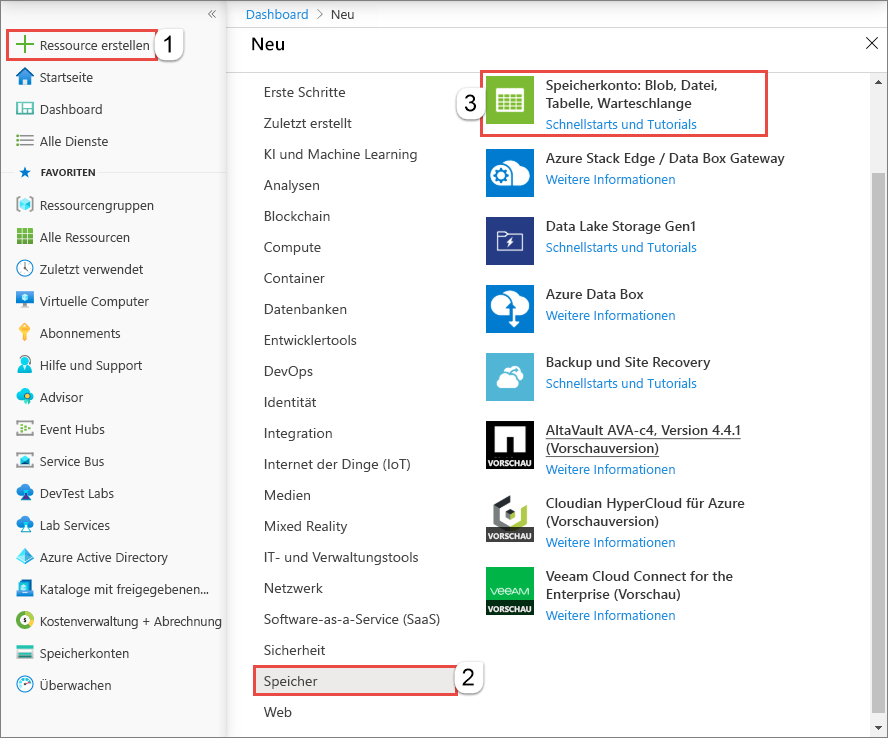 «
Dashboard > Neu
Neu
Ressource erstellen
1
Startseite
Dashboard
Alle Dienste
FAVORITEN
Ressourcengruppen
Alle Ressourcen
Zuletzt verwendet
Virtuelle Computer
Abonnements
Hilfe und Support
Advisor
Event Hubs
Service Bus
DevTest Labs
Lab Services
Azure Active Directory
Kataloge mit freigegebenen...
Kostenverwaltung + Abrechnung
Speicherkonten
Überwachen
Erste Schritte
Zuletzt erstellt
KI und Machine Learning
Analysen
Blockchain
Compute
Container
Datenbanken
Entwicklertools
DevOps
Identität
Integration
Internet der Dinge (IoT)
Medien
Mixed Reality
IT- und Verwaltungstools
Netzwerk
Software-as-a-Service (SaaS)
Sicherheit
Speicher
2
Web
3
Speicherkonto: Blob, Datei,
Tabelle, Warteschlange
Schnellstarts und Tutorials
Azure Stack Edge / Data Box Gateway
Weitere Informationen
Data Lake Storage Gen1
Schnellstarts und Tutorials
Azure Data Box
Weitere Informationen
Backup und Site Recovery
Schnellstarts und Tutorials
VORSCHAU
AltaVault AVA-c4, Version 4.4.1
(Vorschauversion)
Weitere Informationen
VORSCHAU
Cloudian HyperCloud für Azure
(Vorschauversion)
Weitere Informationen
veeam
VORSCHAU
Veeam Cloud Connect for the
Enterprise (Vorschau)
Weitere Informationen